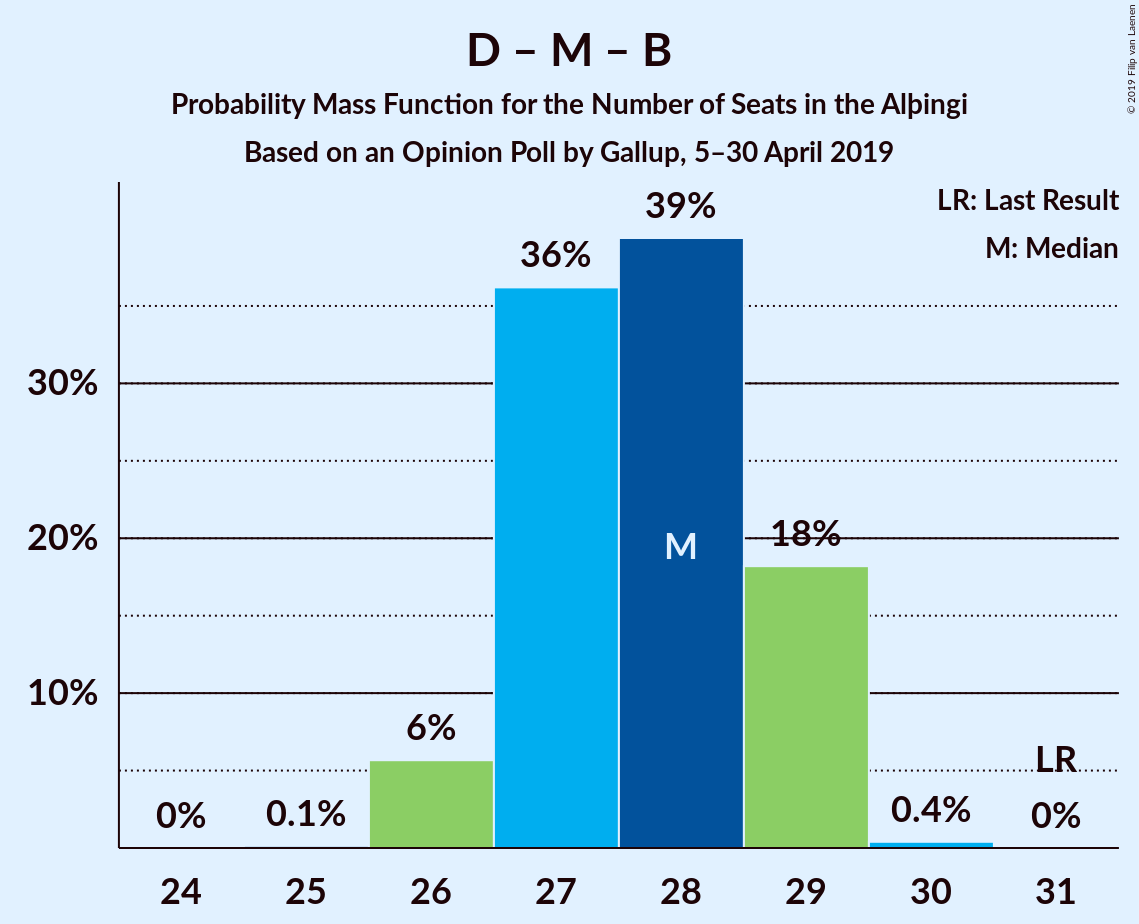 D – M – B
Probability Mass Function for the Number of Seats in the Alþingi
Based on an Opinion Poll by Gallup, 5–30 April 2019
© 2019 Filip van Laenen
LR: Last Result
M: Median
39%
36%
30%
M
18%
20%
10%
6%
LR
0%
0.1%
0.4%
0%
24 25 26 27 28 29 30 31